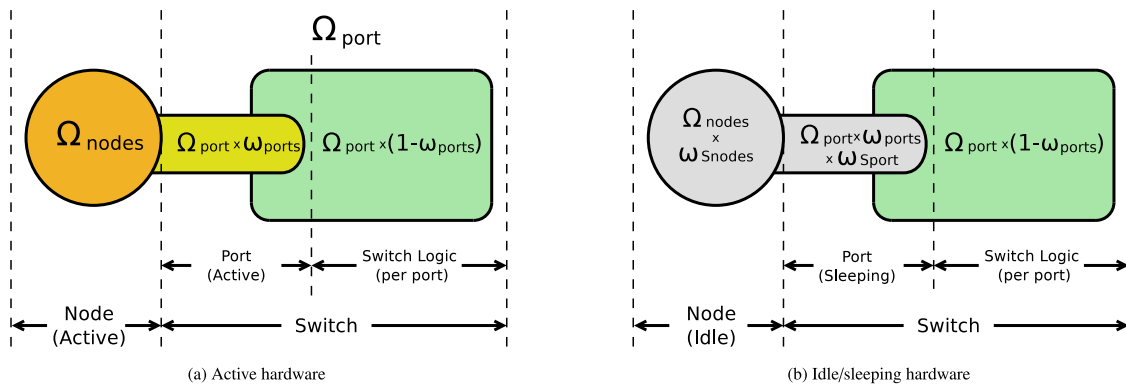 Ω port
Ω nodes
Ω port x ω ports
Ω port x (1-ω ports)
Port
(Active)
Switch Logic
(per port)
Node
(Active)
Switch
(a) Active hardware
Ω nodes
x
ω Snodes
Ω port x ω ports
x ω Sport
Ω port x (1-ω ports)
Port
(Sleeping)
Switch Logic
(per port)
Node
(Idle)
Switch
(b) Idle/sleeping hardware